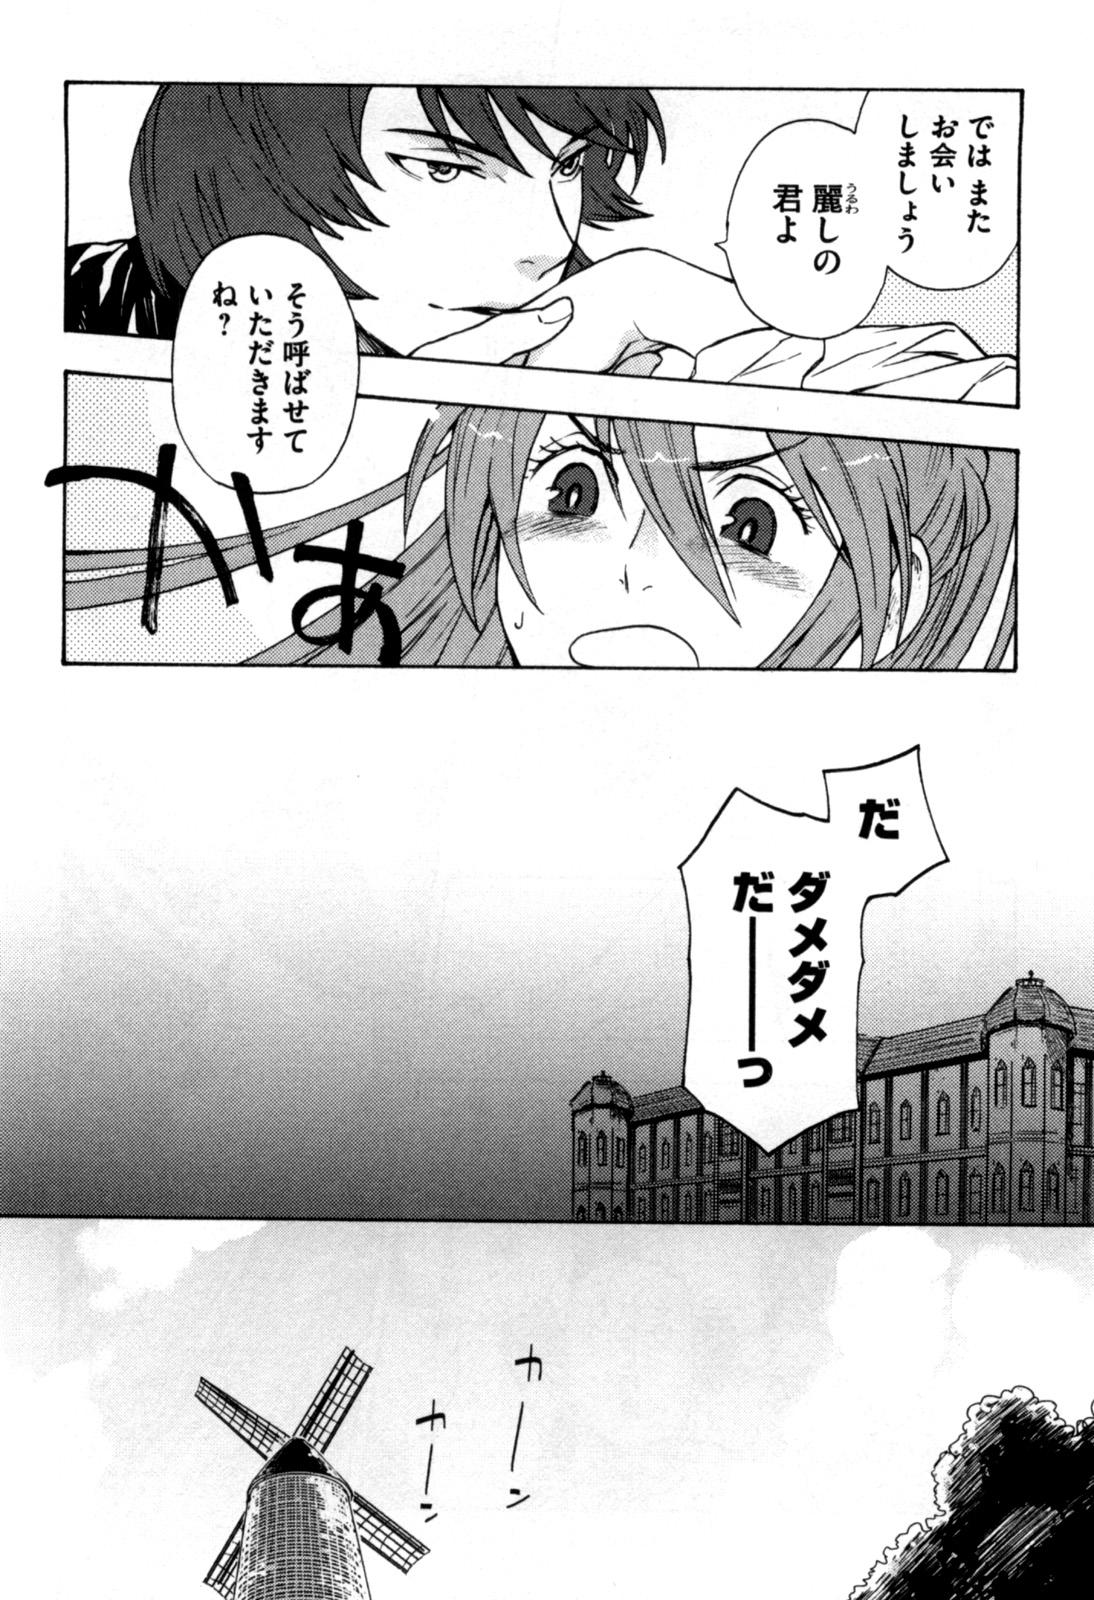 では また
お会い
しましょう
麗しの
うるわ
君よ
そう呼ばせて
いただきます
ね?
かぁ
だ
ダメダメ
だ――っ
カーン
カーン